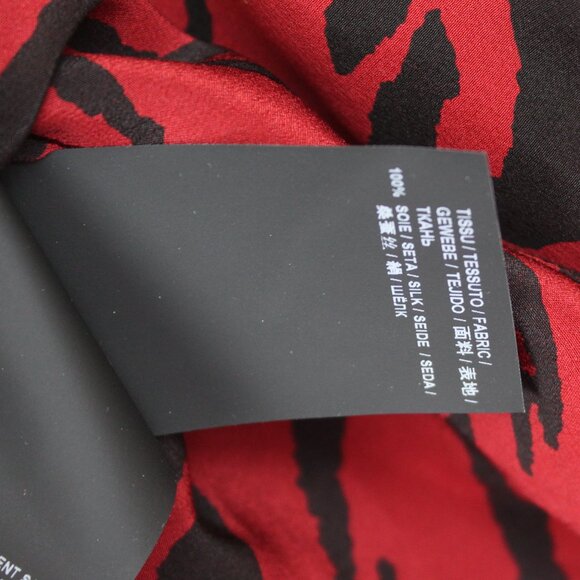 TISSU / TESSUTO / FABRIC /
GEWEBE / TEJIDO / 面料 / 表地 /
ТКАНЬ
100% SOIE / SETA / SILK / SEIDE / SEDA /
桑蚕丝 / 絹 / ШЁЛК
ENT S